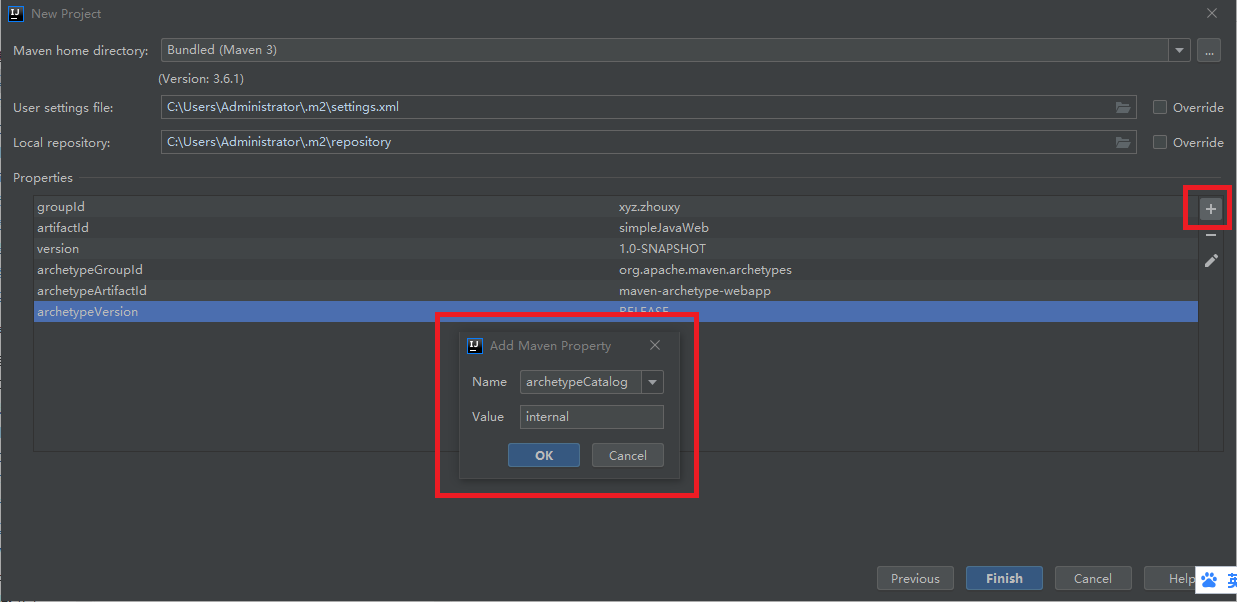 New Project
Maven home directory: Bundled (Maven 3) ...
(Version: 3.6.1)
User settings file: C:\Users\Administrator\.m2\settings.xml Override
Local repository: C:\Users\Administrator\.m2\repository Override
Properties
groupId xyz.zhouxy
artifactId simpleJavaWeb
version 1.0-SNAPSHOT
archetypeGroupId org.apache.maven.archetypes
archetypeArtifactId maven-archetype-webapp
archetypeVersion RELEASE
IJ Add Maven Property
Name archetypeCatalog
Value internal
OK Cancel
Previous Finish Cancel Help 英